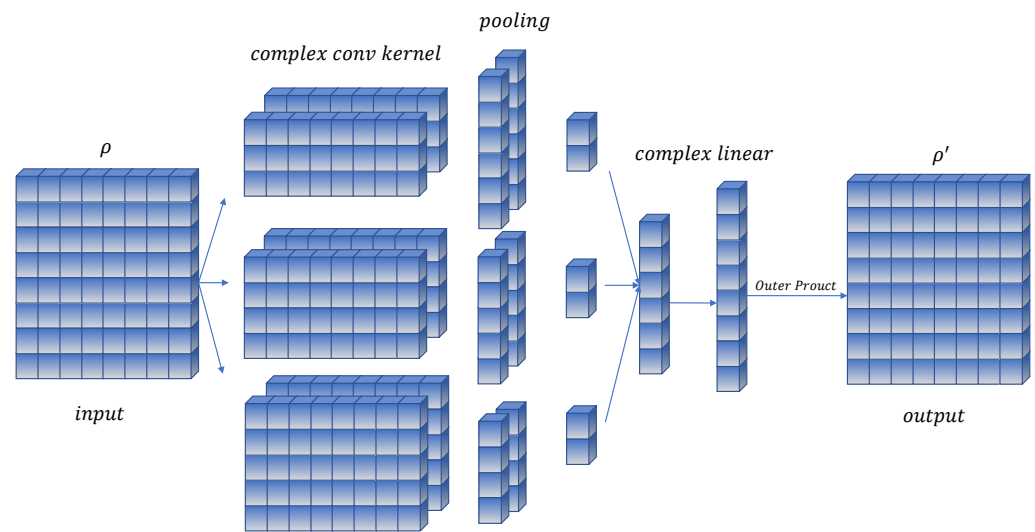 pooling
complex conv kernel
complex linear
ρ
ρ′
Outer Prouct
input
output